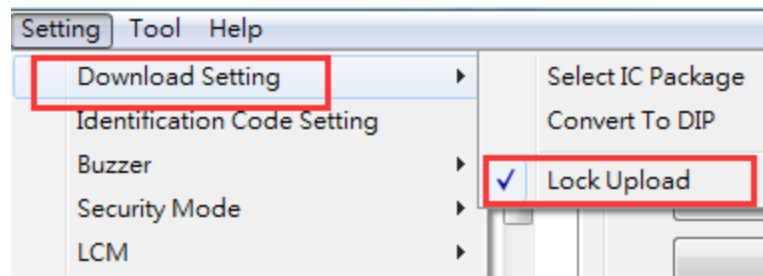 Setting Tool Help
Download Setting
Identification Code Setting
Buzzer
Security Mode
LCM
Select IC Package
Convert To DIP
Lock Upload